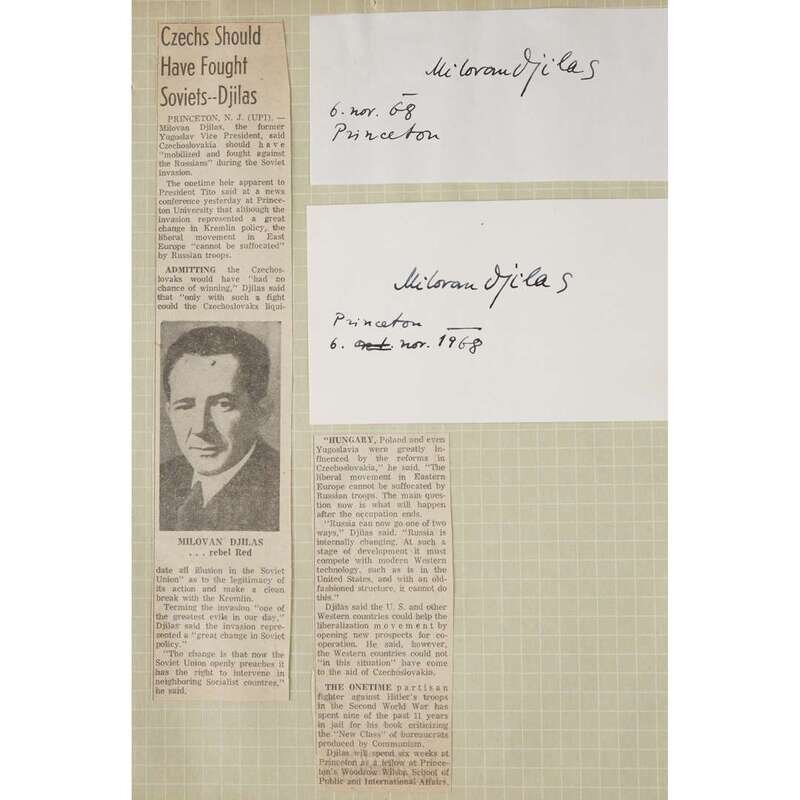 Czechs Should
Have Fought
Soviets--Djilas
PRINCETON, N. J. (UPI). —
Milovan Djilas, the former
Yugoslav Vice President, said
Czechoslovakia should have
"mobilized and fought against
the Russians" during the Soviet
invasion.
The onetime heir apparent to
President Tito said at a news
conference yesterday at Prince-
ton University that although the
invasion represented a great
change in Kremlin policy, the
liberal movement in East
Europe "cannot be suffocated"
by Russian troops.
ADMITTING the Czechos-
lovaks would have "had no
chance of winning," Djilas said
that "only with such a fight
could the Czechoslovaks liqui-
MILOVAN DJILAS
. . . rebel Red
date all illusion in the Soviet
Union" as to the legitimacy of
its action and make a clean
break with the Kremlin.
Terming the invasion "one of
the greatest evils in our day,"
Djilas said the invasion repre-
sented a "great change in Soviet
policy."
"The change is that now the
Soviet Union openly preaches it
has the right to intervene in
neighboring Socialist countres,"
he said.
Milovan Djilas
6. nov. 68
Princeton
Milovan Djilas
Princeton
6. nov. 1968
"HUNGARY, Poland and even
Yugoslavia were greatly in-
fluenced by the reforms in
Czechoslovakia," he said. "The
liberal movement in Eastern
Europe cannot be suffocated by
Russian troops. The main ques-
tion now is what will happen
after the occupation ends.
"Russia can now go one of two
ways," Djilas said. "Russia is
internally changing. At such a
stage of development it must
compete with modern Western
technology, such as is in the
United States, and with an old-
fashioned structure, it cannot do
this."
Djilas said the U. S. and other
Western countries could help the
liberalization movement by
opening new prospects for co-
operation. He said, however,
the Western countries could not
"in this situation" have come
to the aid of Czechoslovakia.
THE ONETIME partisan
fighter against Hitler's troops
in the Second World War has
spent nine of the past 11 years
in jail for his book criticizing
the "New Class" of bureaucrats
produced by Communism.
Djilas will spend six weeks at
Princeton as a fellow at Prince-
ton's Woodrow Wilson School of
Public and International Affairs.